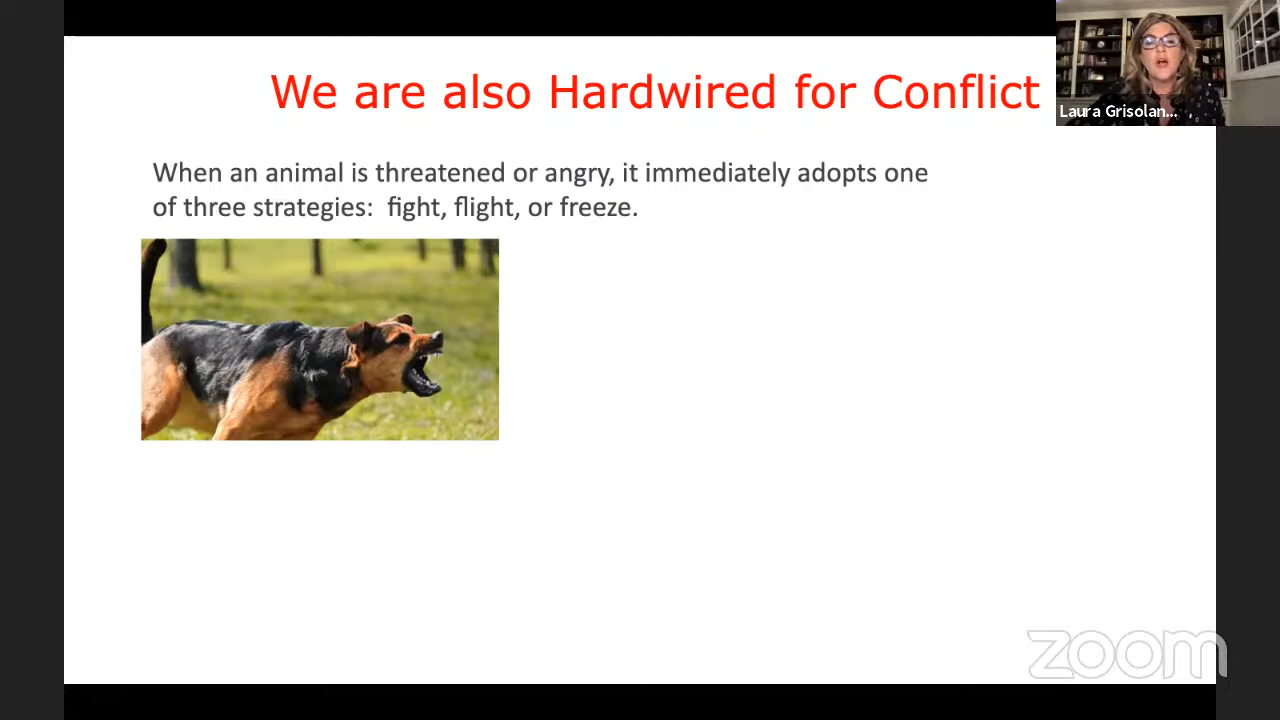 We are also Hardwired for Conflict
Laura Grisolan...
When an animal is threatened or angry, it immediately adopts one
of three strategies:  fight, flight, or freeze.
zoom